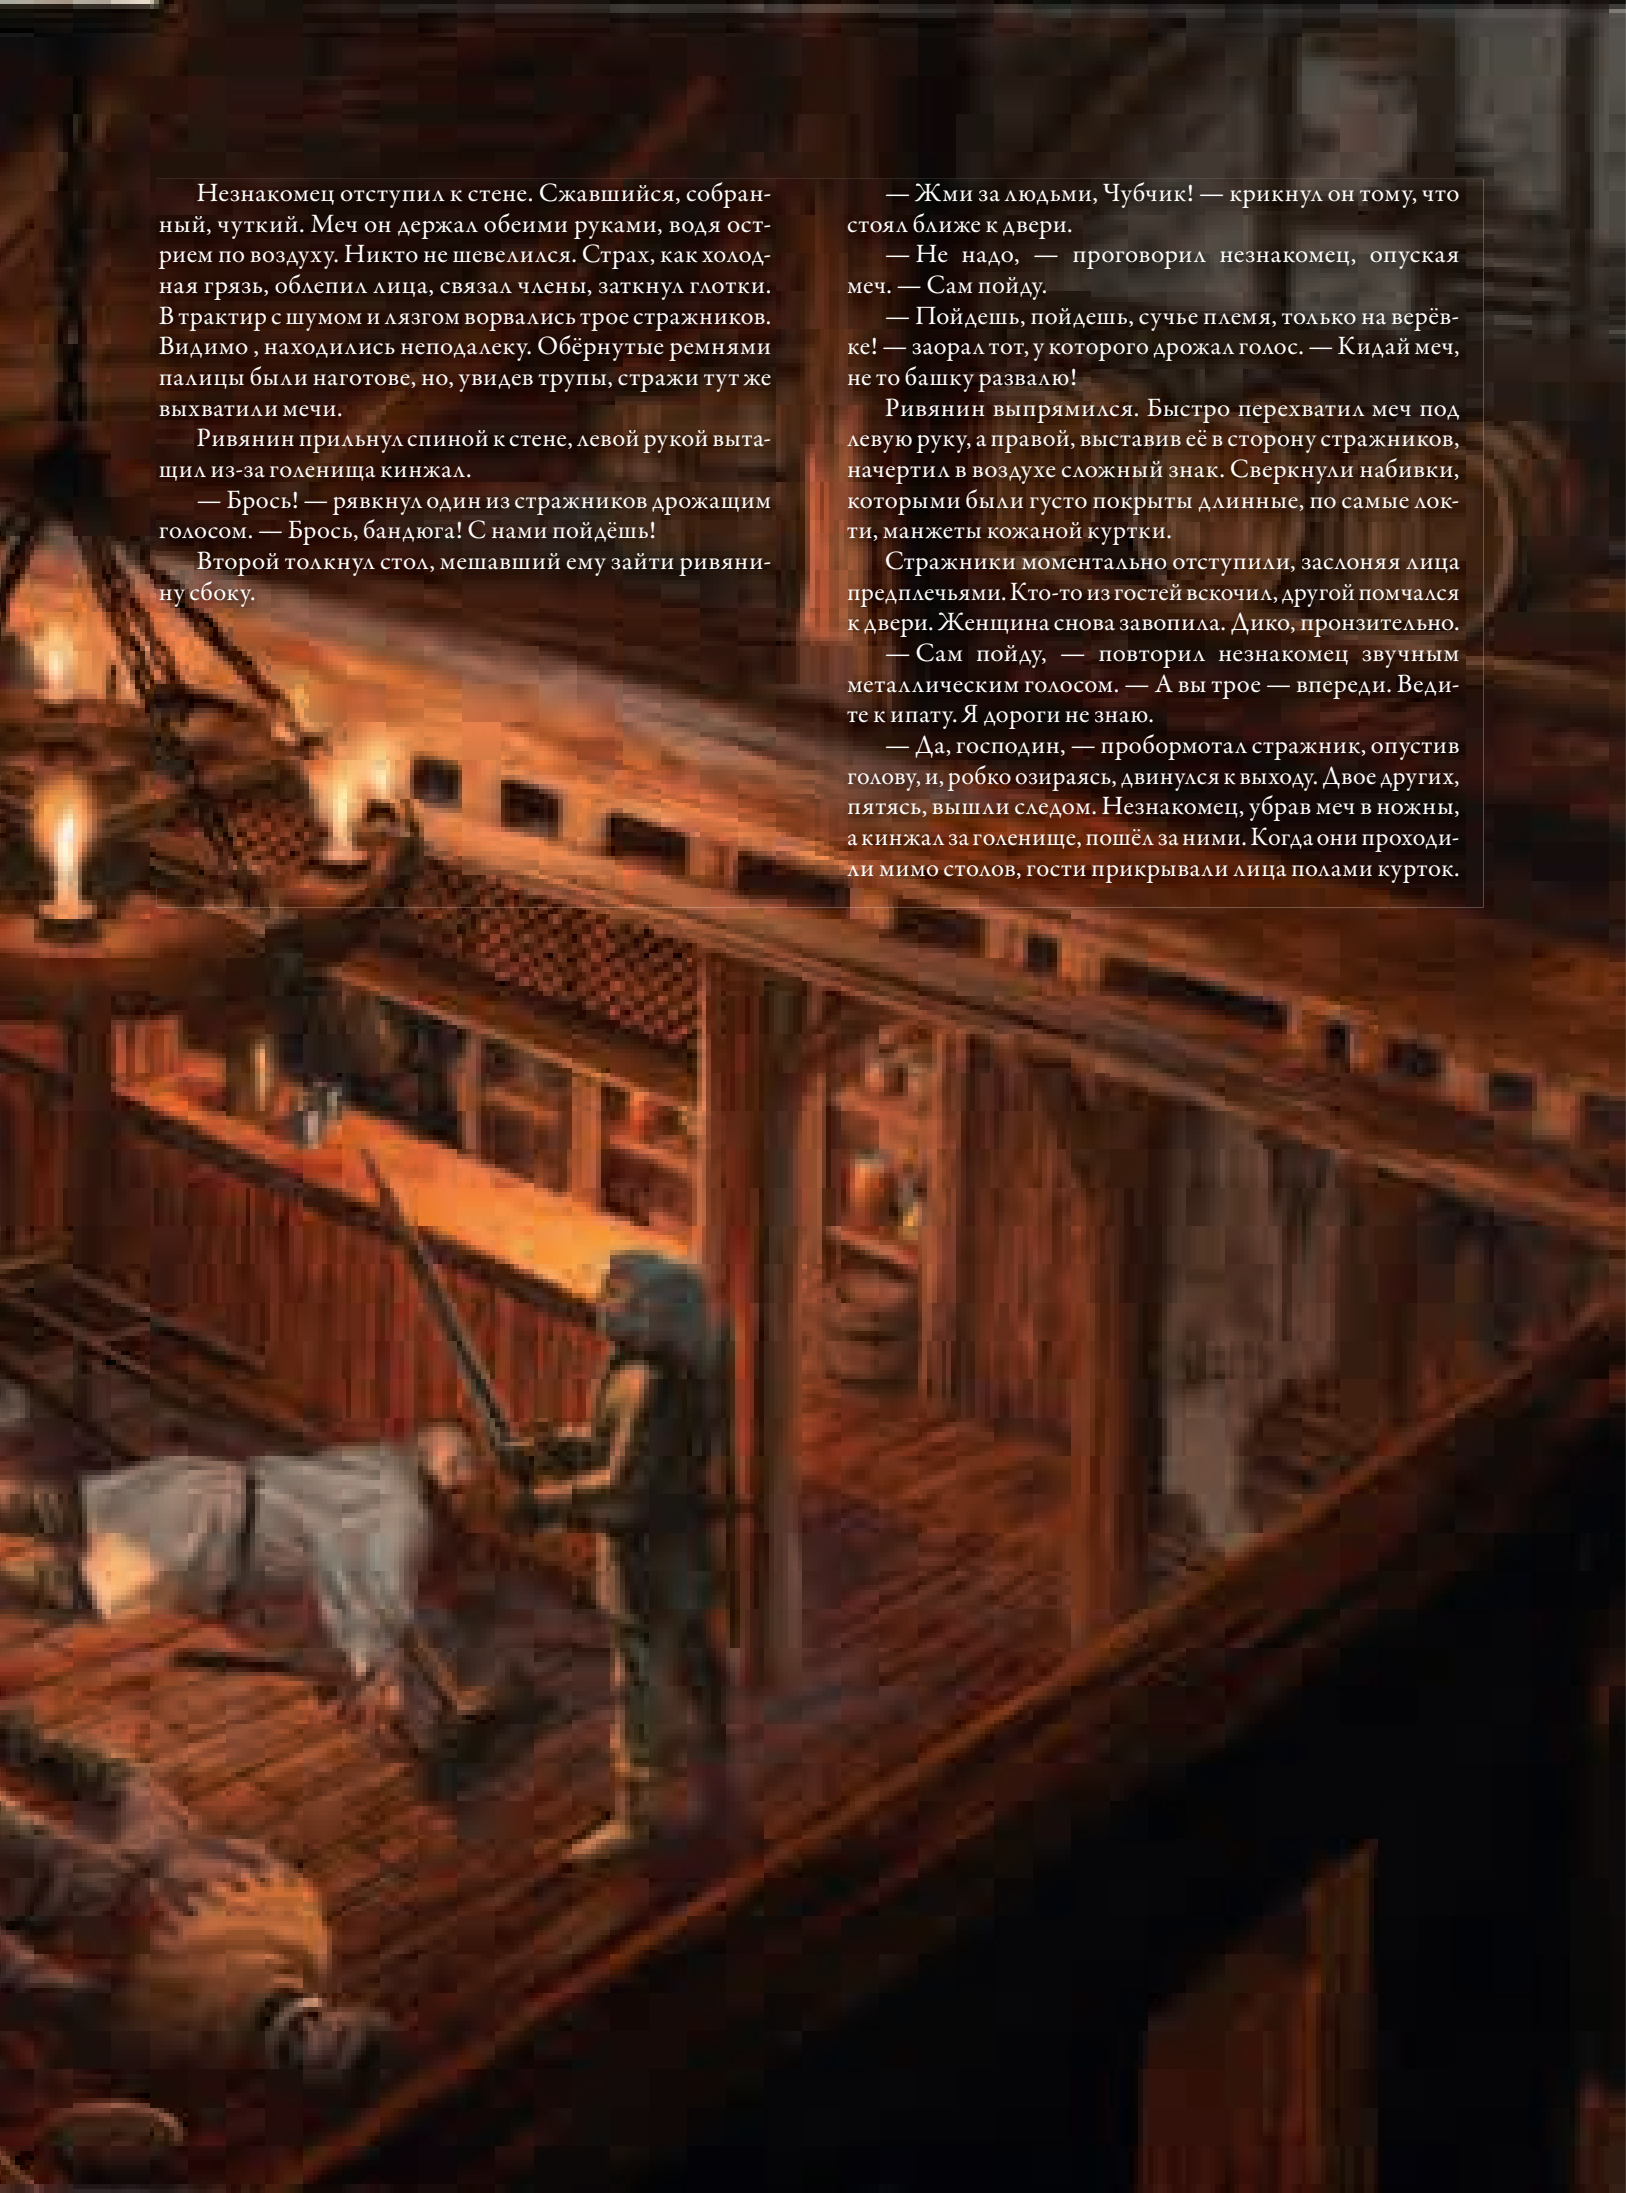 Незнакомец отступил к стене. Сжавшийся, собран-
ный, чуткий. Меч он держал обеими руками, водя ост-
рием по воздуху. Никто не шевелился. Страх, как холод-
ная грязь, облепил лица, связал члены, заткнул глотки.
В трактир с шумом и лязгом ворвались трое стражников.
Видимо , находились неподалеку. Обёрнутые ремнями
палицы были наготове, но, увидев трупы, стражи тут же
выхватили мечи.
Ривянин прильнул спиной к стене, левой рукой выта-
щил из-за голенища кинжал.
— Брось! — рявкнул один из стражников дрожащим
голосом. — Брось, бандюга! С нами пойдёшь!
Второй толкнул стол, мешавший ему зайти ривяни-
ну сбоку.
— Жми за людьми, Чубчик! — крикнул он тому, что
стоял ближе к двери.
— Не надо, — проговорил незнакомец, опуская
меч. — Сам пойду.
— Пойдешь, пойдешь, сучье племя, только на верёв-
ке! — заорал тот, у которого дрожал голос. — Кидай меч,
не то башку развалю!
Ривянин выпрямился. Быстро перехватил меч под
левую руку, а правой, выставив её в сторону стражников,
начертил в воздухе сложный знак. Сверкнули набивки,
которыми были густо покрыты длинные, по самые лок-
ти, манжеты кожаной куртки.
Стражники моментально отступили, заслоняя лица
предплечьями. Кто-то из гостей вскочил, другой помчался
к двери. Женщина снова завопила. Дико, пронзительно.
— Сам пойду, — повторил незнакомец звучным
металлическим голосом. — А вы трое — впереди. Веди-
те к ипату. Я дороги не знаю.
— Да, господин, — пробормотал стражник, опустив
голову, и, робко озираясь, двинулся к выходу. Двое других,
пятясь, вышли следом. Незнакомец, убрав меч в ножны,
а кинжал за голенище, пошёл за ними. Когда они проходи-
ли мимо столов, гости прикрывали лица полами курток.